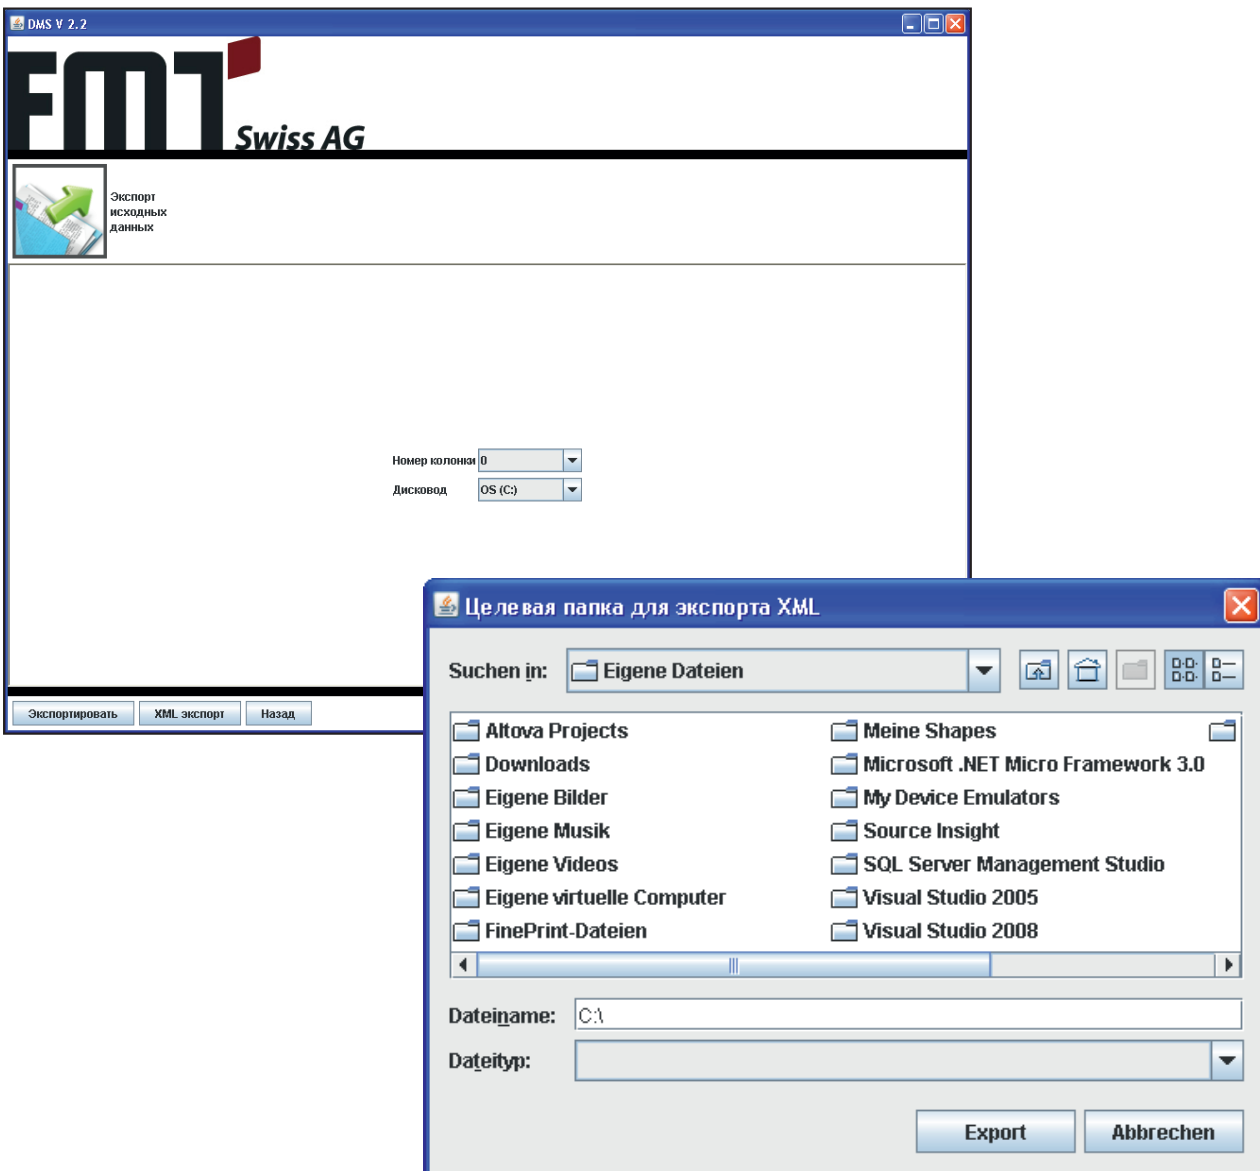 DMS V 2.2
FMT
Swiss AG
Экспорт
исходных
данных
Номер колонки 0
Дисковод OS (C:)
Экспортировать XML экспорт Назад
Целевая папка для экспорта XML
Suchen in: Eigene Dateien
Altova Projects
Downloads
Eigene Bilder
Eigene Musik
Eigene Videos
Eigene virtuelle Computer
FinePrint-Dateien
Meine Shapes
Microsoft .NET Micro Framework 3.0
My Device Emulators
Source Insight
SQL Server Management Studio
Visual Studio 2005
Visual Studio 2008
Dateiname: C:\
Dateityp:
Export Abbrechen